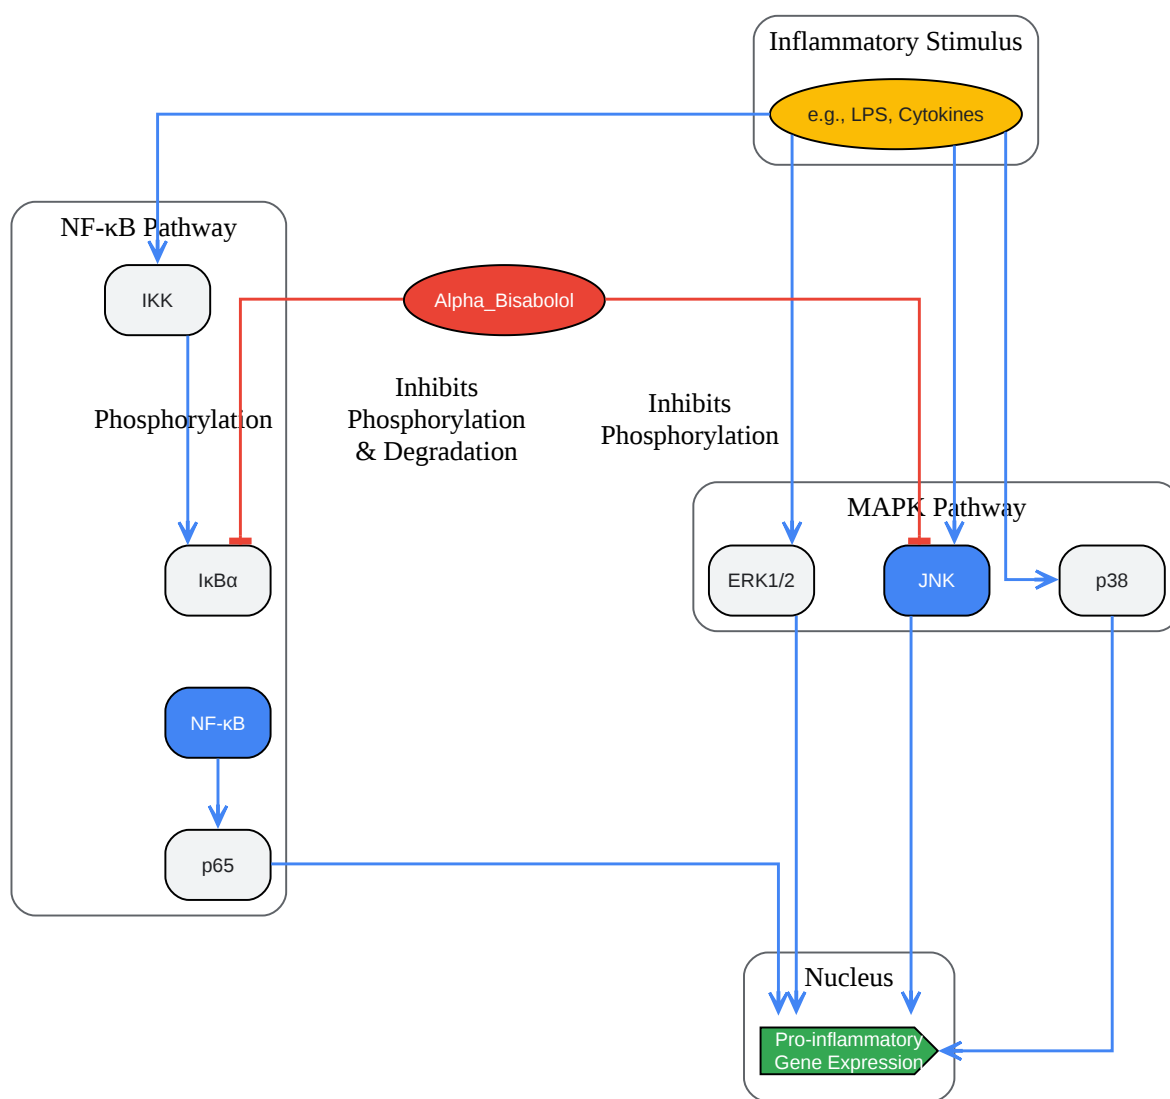 Inflammatory Stimulus
e.g., LPS, Cytokines
NF-κB Pathway
IKK
Alpha_Bisabolol
Phosphorylation
Inhibits
Phosphorylation
& Degradation
Inhibits
Phosphorylation
MAPK Pathway
IκBα
ERK1/2
JNK
p38
NF-κB
p65
Nucleus
Pro-inflammatory
Gene Expression